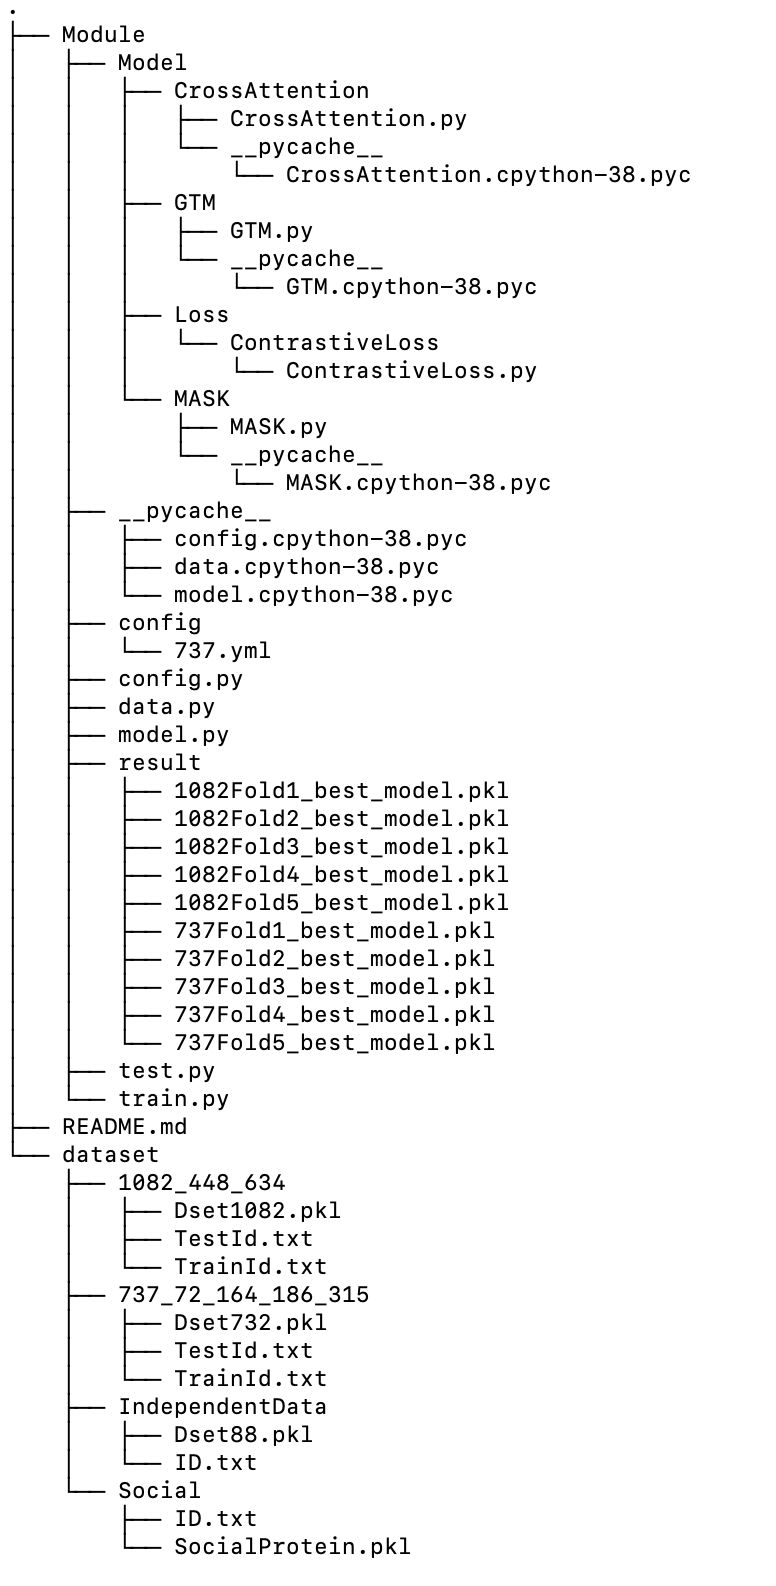 .
├── Module
│   ├── Model
│   │   ├── CrossAttention
│   │   │   ├── CrossAttention.py
│   │   │   └── __pycache__
│   │   │       └── CrossAttention.cpython-38.pyc
│   │   ├── GTM
│   │   │   ├── GTM.py
│   │   │   └── __pycache__
│   │   │       └── GTM.cpython-38.pyc
│   │   ├── Loss
│   │   │   └── ContrastiveLoss
│   │   │       └── ContrastiveLoss.py
│   │   └── MASK
│   │       ├── MASK.py
│   │       └── __pycache__
│   │           └── MASK.cpython-38.pyc
│   ├── __pycache__
│   │   ├── config.cpython-38.pyc
│   │   ├── data.cpython-38.pyc
│   │   └── model.cpython-38.pyc
│   ├── config
│   │   └── 737.yml
│   ├── config.py
│   ├── data.py
│   ├── model.py
│   ├── result
│   │   ├── 1082Fold1_best_model.pkl
│   │   ├── 1082Fold2_best_model.pkl
│   │   ├── 1082Fold3_best_model.pkl
│   │   ├── 1082Fold4_best_model.pkl
│   │   ├── 1082Fold5_best_model.pkl
│   │   ├── 737Fold1_best_model.pkl
│   │   ├── 737Fold2_best_model.pkl
│   │   ├── 737Fold3_best_model.pkl
│   │   ├── 737Fold4_best_model.pkl
│   │   └── 737Fold5_best_model.pkl
│   ├── test.py
│   └── train.py
├── README.md
└── dataset
    ├── 1082_448_634
    │   ├── Dset1082.pkl
    │   ├── TestId.txt
    │   └── TrainId.txt
    ├── 737_72_164_186_315
    │   ├── Dset732.pkl
    │   ├── TestId.txt
    │   └── TrainId.txt
    ├── IndependentData
    │   ├── Dset88.pkl
    │   └── ID.txt
    └── Social
        ├── ID.txt
        └── SocialProtein.pkl